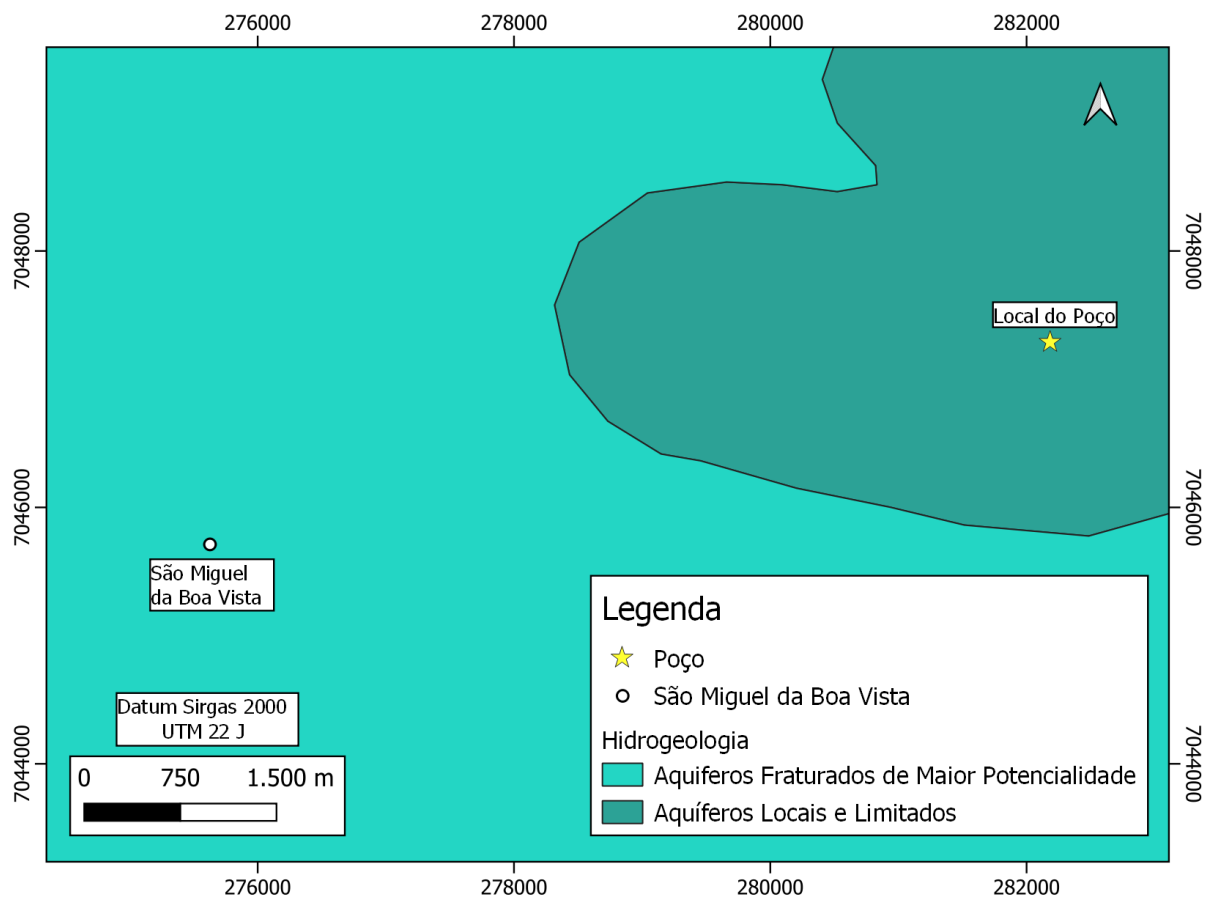 276000
278000
280000
282000
7048000
7048000
Local do Poço
7046000
7046000
São Miguel
da Boa Vista
Legenda
Poço
São Miguel da Boa Vista
Hidrogeologia
Aquiferos Fraturados de Maior Potencialidade
Aquíferos Locais e Limitados
Datum Sirgas 2000
UTM 22 J
0 750 1.500 m
7044000
7044000
276000
278000
280000
282000